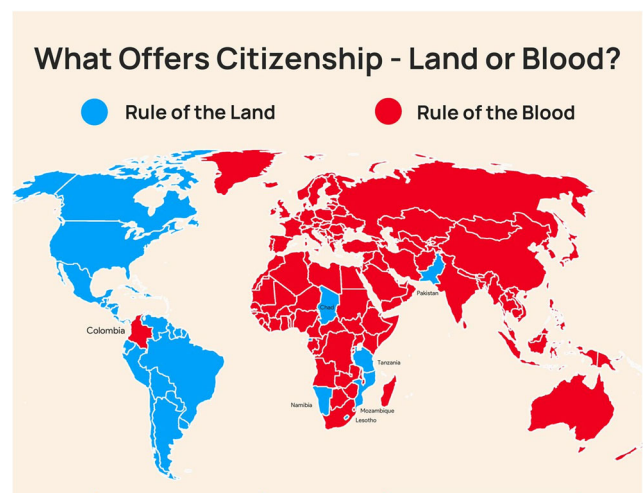 What Offers Citizenship - Land or Blood?
Rule of the Land
Rule of the Blood
Chad
Pakistan
Colombia
Tanzania
Namibia
Mozambique
Lesotho